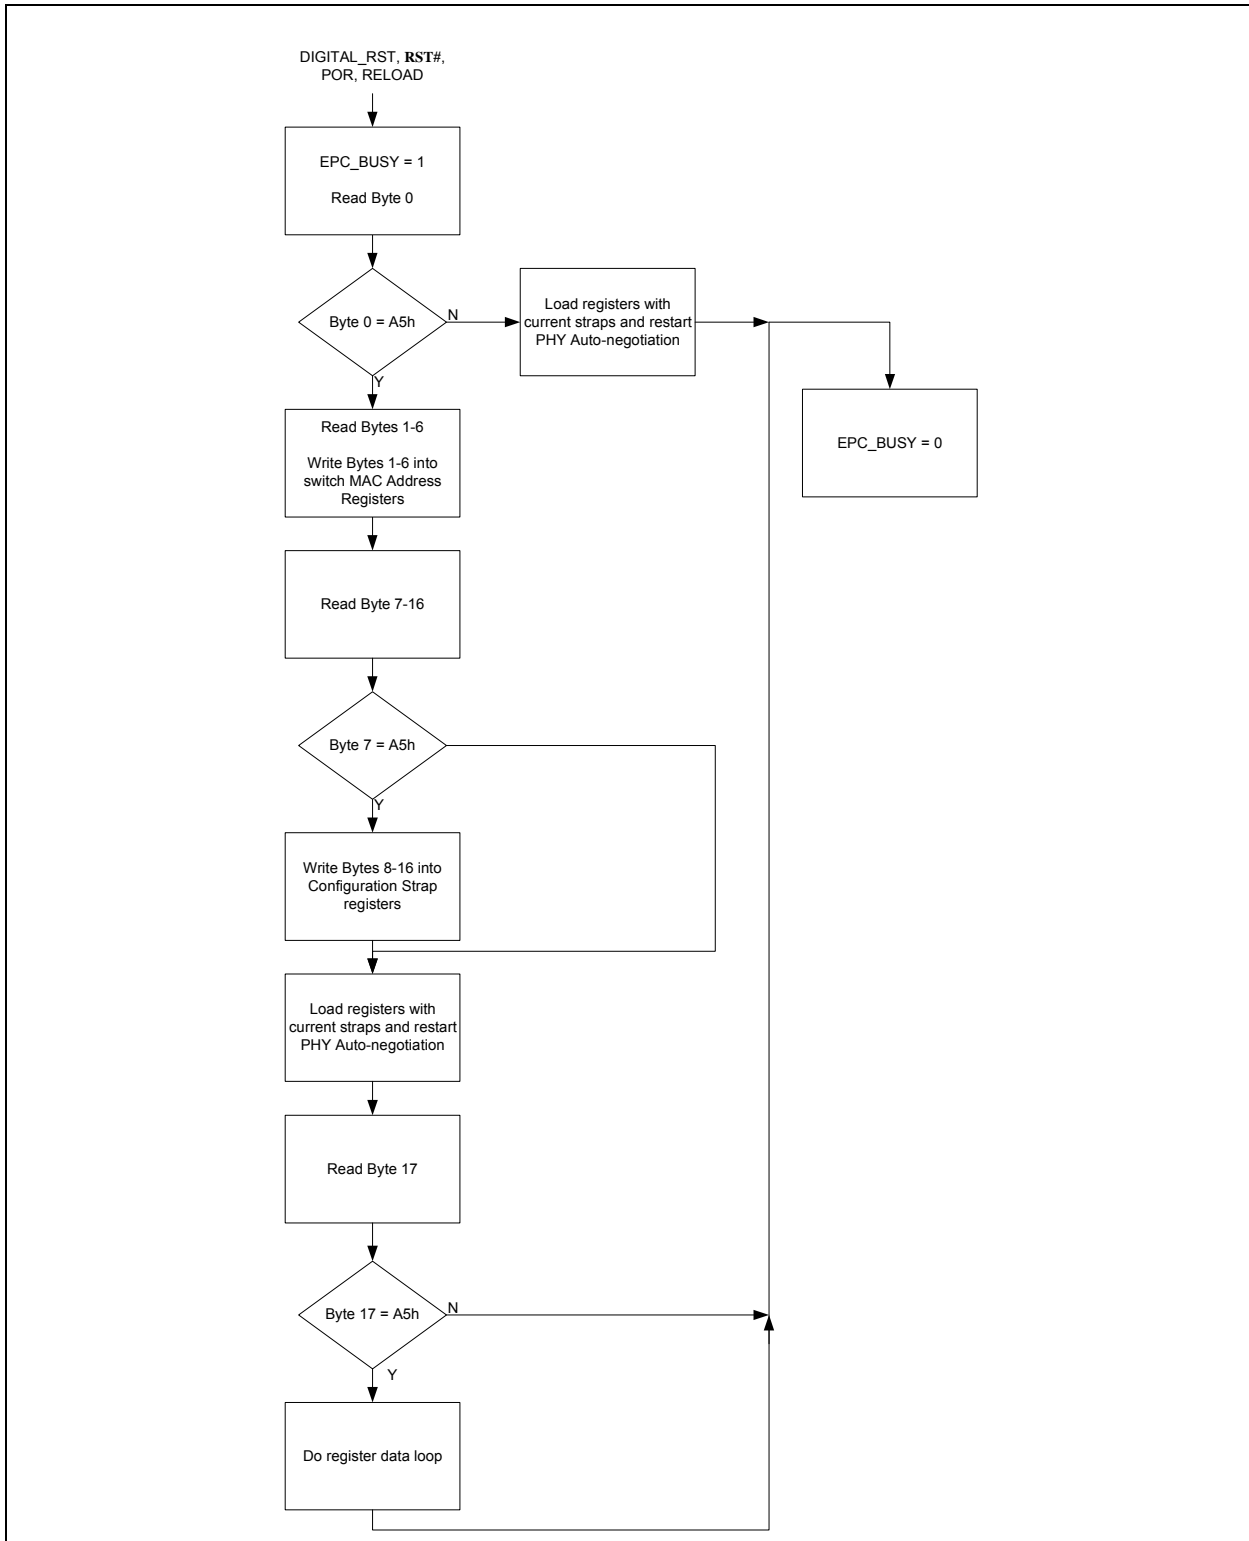 DIGITAL_RST, RST#,
POR, RELOAD
EPC_BUSY = 1
Read Byte 0
Byte 0 = A5h
N
Load registers with
current straps and restart
PHY Auto-negotiation
Y
EPC_BUSY = 0
Read Bytes 1-6
Write Bytes 1-6 into
switch MAC Address
Registers
Read Byte 7-16
Byte 7 = A5h
Y
Write Bytes 8-16 into
Configuration Strap
registers
Load registers with
current straps and restart
PHY Auto-negotiation
Read Byte 17
Byte 17 = A5h
N
Y
Do register data loop